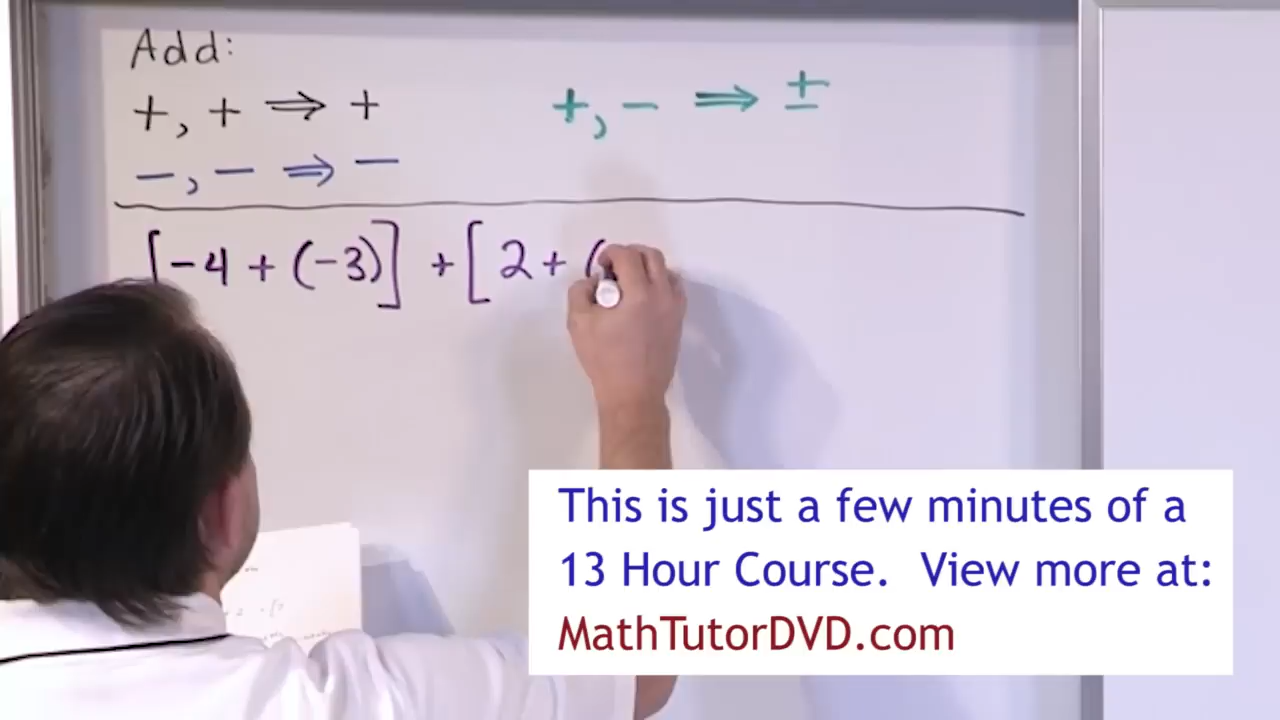 Add:
+, + ⇒ +
+, − ⇒ ±
−, − ⇒ −
[-4 + (-3)] + [2 + (
This is just a few minutes of a
13 Hour Course. View more at:
MathTutorDVD.com